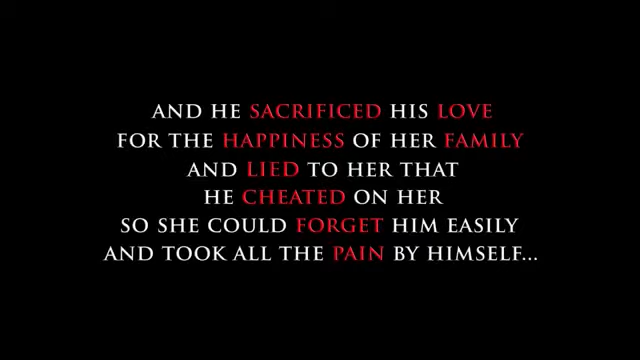 AND HE SACRIFICED HIS LOVE
FOR THE HAPPINESS OF HER FAMILY
AND LIED TO HER THAT
HE CHEATED ON HER
SO SHE COULD FORGET HIM EASILY
AND TOOK ALL THE PAIN BY HIMSELF...